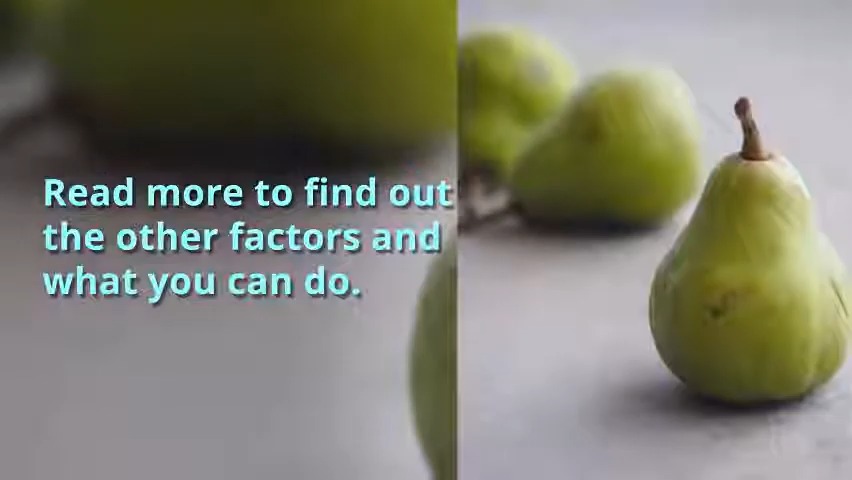 Read more to find out
the other factors and
what you can do.